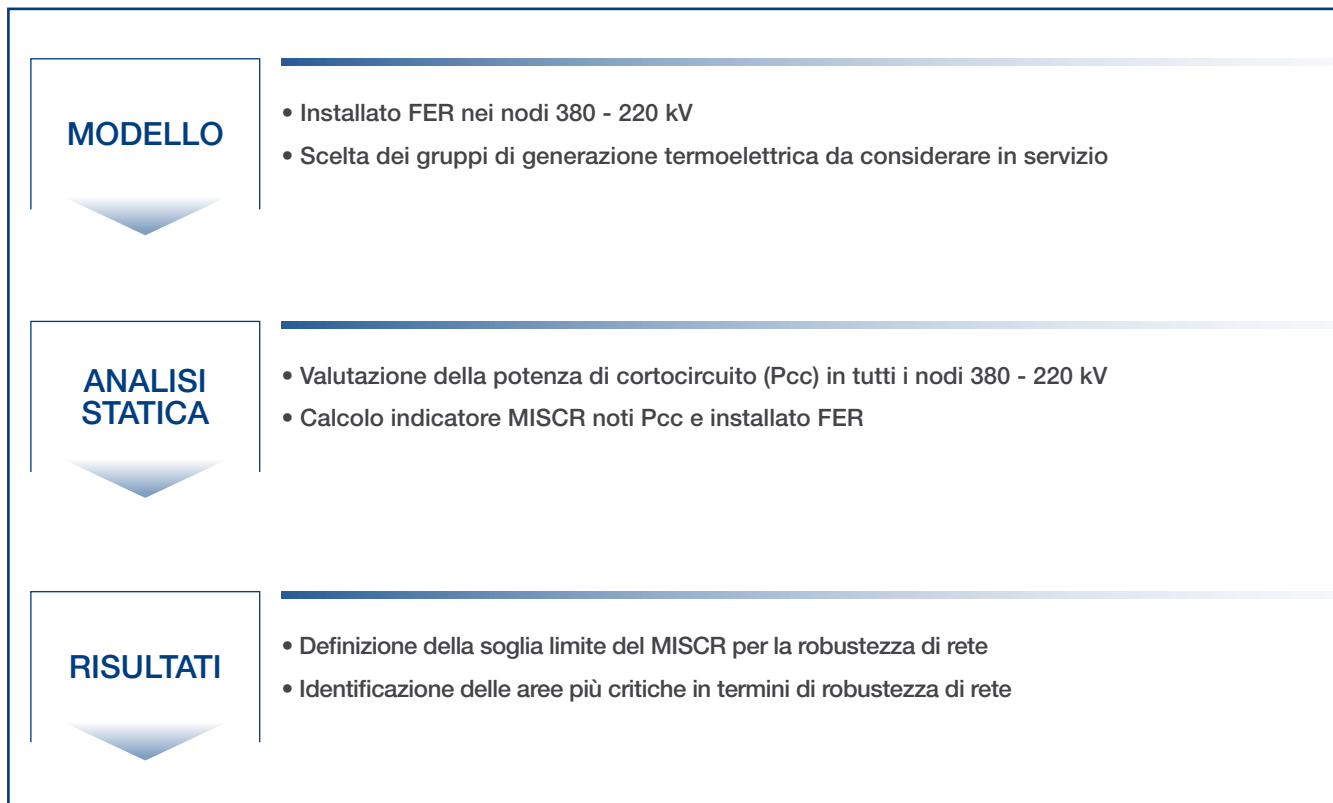 MODELLO
• Installato FER nei nodi 380 - 220 kV
• Scelta dei gruppi di generazione termoelettrica da considerare in servizio
ANALISI
STATICA
• Valutazione della potenza di cortocircuito (Pcc) in tutti i nodi 380 - 220 kV
• Calcolo indicatore MISCR noti Pcc e installato FER
RISULTATI
• Definizione della soglia limite del MISCR per la robustezza di rete
• Identificazione delle aree più critiche in termini di robustezza di rete